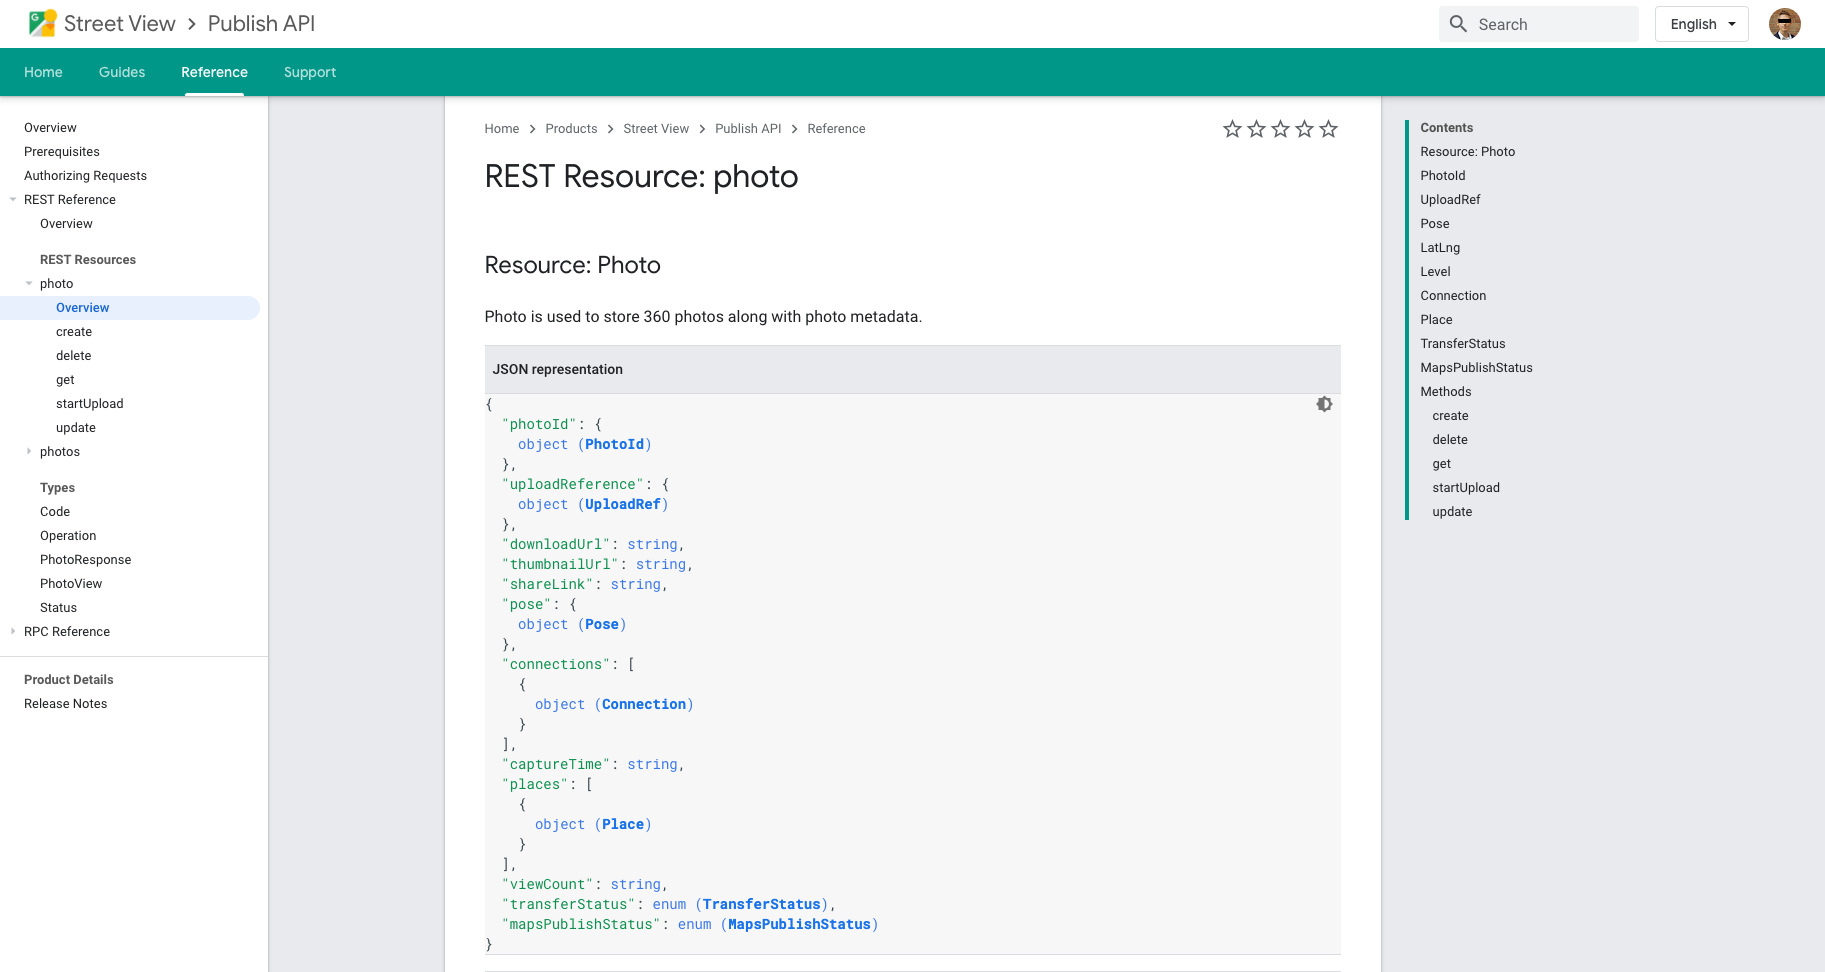 Street View > Publish API
Search
English
Home Guides Reference Support
Overview
Prerequisites
Authorizing Requests
REST Reference
Overview
REST Resources
photo
Overview
create
delete
get
startUpload
update
photos
Types
Code
Operation
PhotoResponse
PhotoView
Status
RPC Reference
Product Details
Release Notes
Home > Products > Street View > Publish API > Reference
REST Resource: photo
Resource: Photo
Photo is used to store 360 photos along with photo metadata.
JSON representation
{
  "photoId": {
    object (PhotoId)
  },
  "uploadReference": {
    object (UploadRef)
  },
  "downloadUrl": string,
  "thumbnailUrl": string,
  "shareLink": string,
  "pose": {
    object (Pose)
  },
  "connections": [
    {
      object (Connection)
    }
  ],
  "captureTime": string,
  "places": [
    {
      object (Place)
    }
  ],
  "viewCount": string,
  "transferStatus": enum (TransferStatus),
  "mapsPublishStatus": enum (MapsPublishStatus)
}
Contents
Resource: Photo
PhotoId
UploadRef
Pose
LatLng
Level
Connection
Place
TransferStatus
MapsPublishStatus
Methods
create
delete
get
startUpload
update